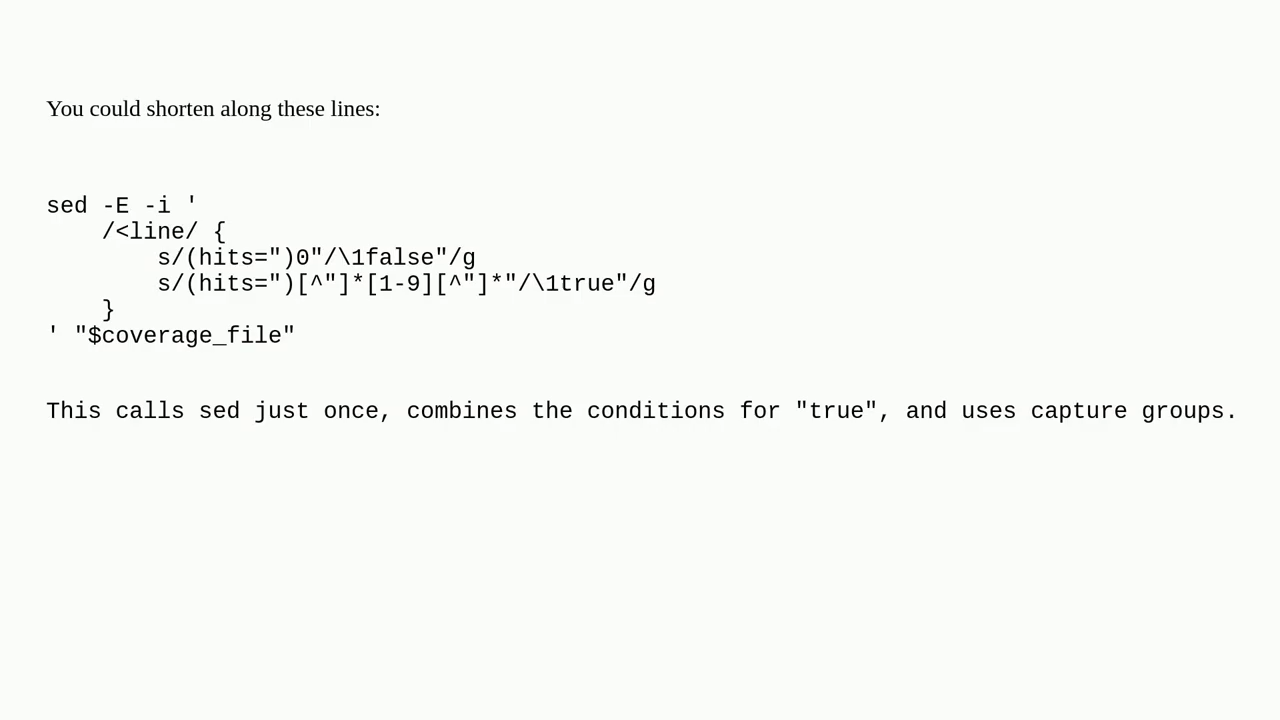 You could shorten along these lines:
sed -E -i '
    /<line/ {
        s/(hits=")0"/\1false"/g
        s/(hits=")[^"]*[1-9][^"]*"/\1true"/g
    }
' "$coverage_file"
This calls sed just once, combines the conditions for "true", and uses capture groups.